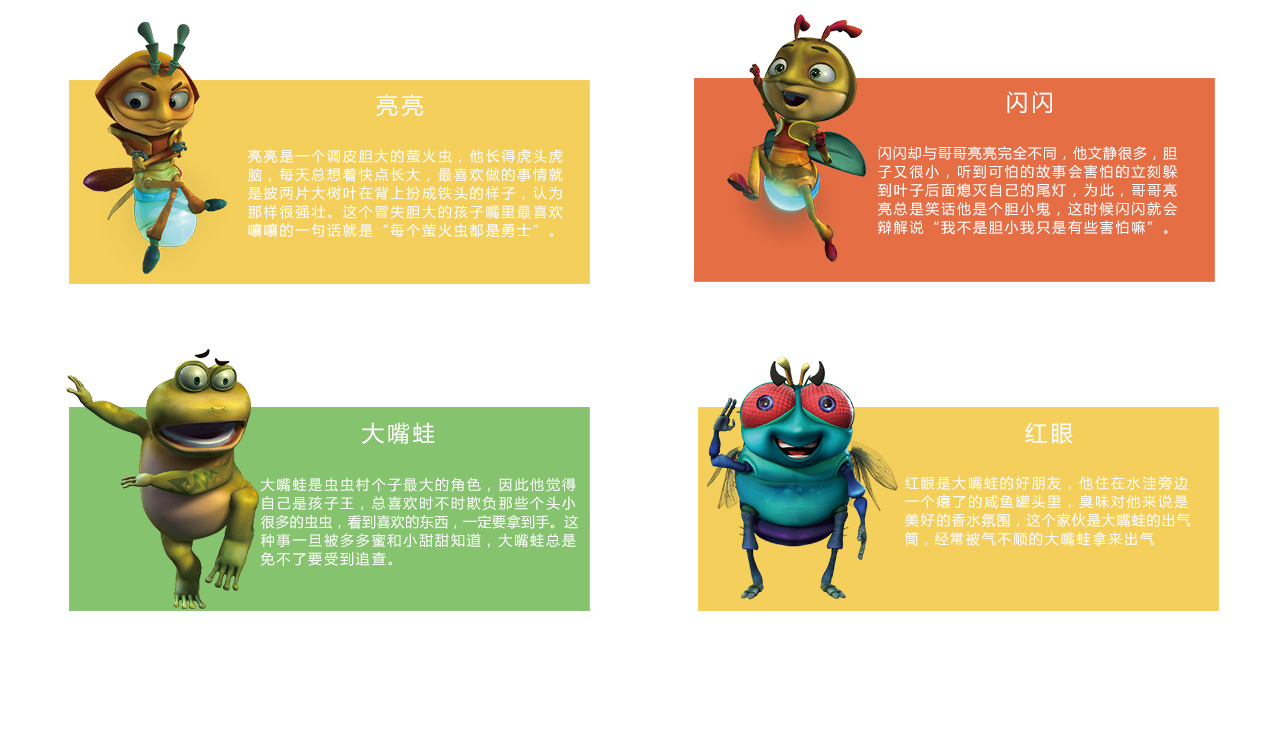 亮亮
亮亮是一个调皮胆大的萤火虫，他长得虎头虎
脑，每天总想着快点长大，最喜欢做的事情就
是披两片大树叶在背上扮成铁头的样子，认为
那样很强壮。这个冒失胆大的孩子嘴里最喜欢
嚷嚷的一句话就是“每个萤火虫都是勇士”。
闪闪
闪闪却与哥哥亮亮完全不同，他文静很多，胆
子又很小，听到可怕的故事会害怕的立刻躲
到叶子后面熄灭自己的尾灯，为此，哥哥亮
亮总是笑话他是个胆小鬼，这时候闪闪就会
辩解说“我不是胆小我只是有些害怕嘛”。
大嘴蛙
大嘴蛙是虫虫村个子最大的角色，因此他觉得
自己是孩子王，总喜欢时不时欺负那些个头小
很多的虫虫，看到喜欢的东西，一定要拿到手。这
种事一旦被多多蜜和小甜甜知道，大嘴蛙总是
免不了要受到追查。
红眼
红眼是大嘴蛙的好朋友，他住在水洼旁边
一个瘪了的咸鱼罐头里，臭味对他来说是
美好的香水氛围，这个家伙是大嘴蛙的出气
筒，经常被气不顺的大嘴蛙拿来出气